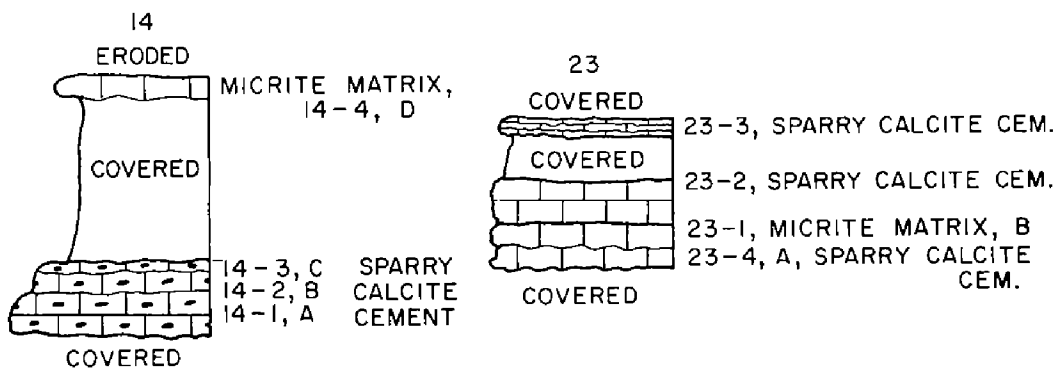 14
ERODED
MICRITE MATRIX,
14-4, D
COVERED
14-3, C SPARRY
14-2, B CALCITE
14-1, A CEMENT
COVERED
23
COVERED
23-3, SPARRY CALCITE CEM.
COVERED
23-2, SPARRY CALCITE CEM.
23-1, MICRITE MATRIX, B
23-4, A, SPARRY CALCITE
CEM.
COVERED